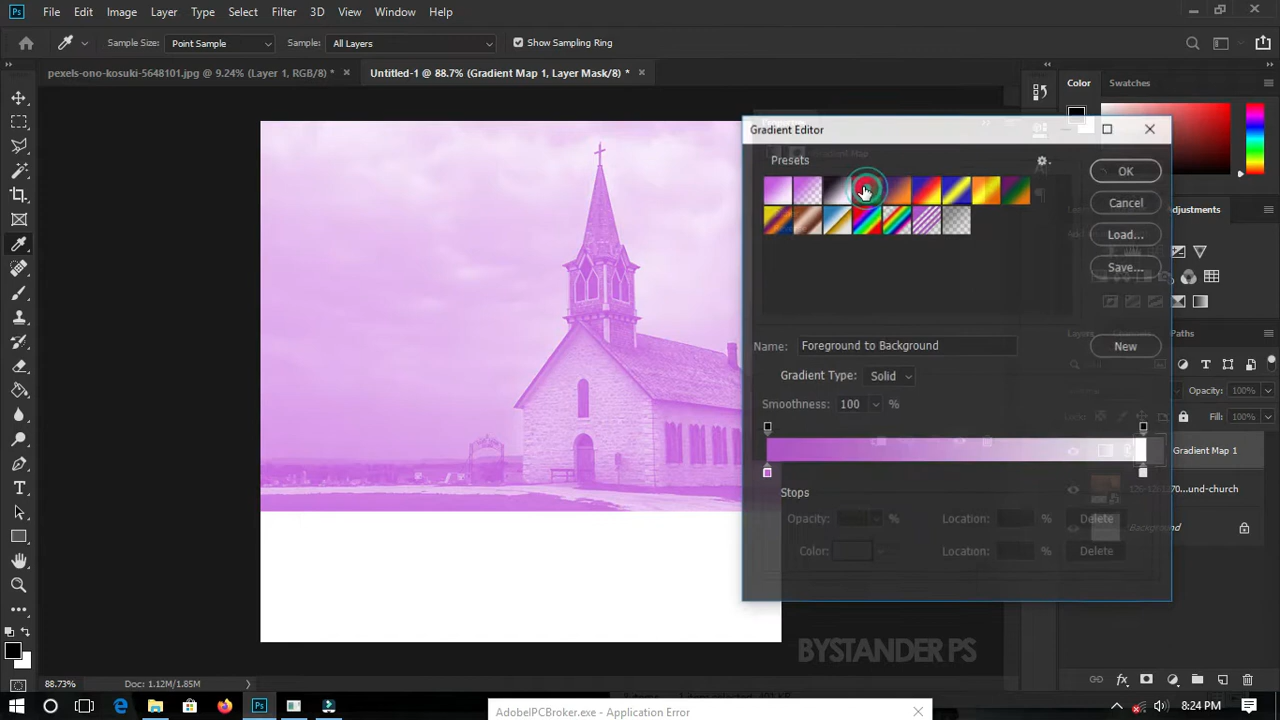 Ps File Edit Image Layer Type Select Filter 3D View Window Help
Sample Size: Point Sample Sample: All Layers Show Sampling Ring
pexels-ono-kosuki-5648101.jpg @ 9.24% (Layer 1, RGB/8) * × Untitled-1 @ 88.7% (Gradient Map 1, Layer Mask/8) * ×
Color Swatches
Gradient Editor
Presets
OK
Cancel
Load...
Save...
Adjustments
Paths
Name: Foreground to Background
New
Gradient Type: Solid
Smoothness: 100 %
Opacity: 100%
Fill: 100%
Gradient Map 1
Stops
Opacity: % Location: % Delete
Color: Location: % Delete
Background
BYSTANDER PS
88.73% Doc: 1.12M/1.85M
AdobeIPCBroker.exe - Application Error
8:24 PM